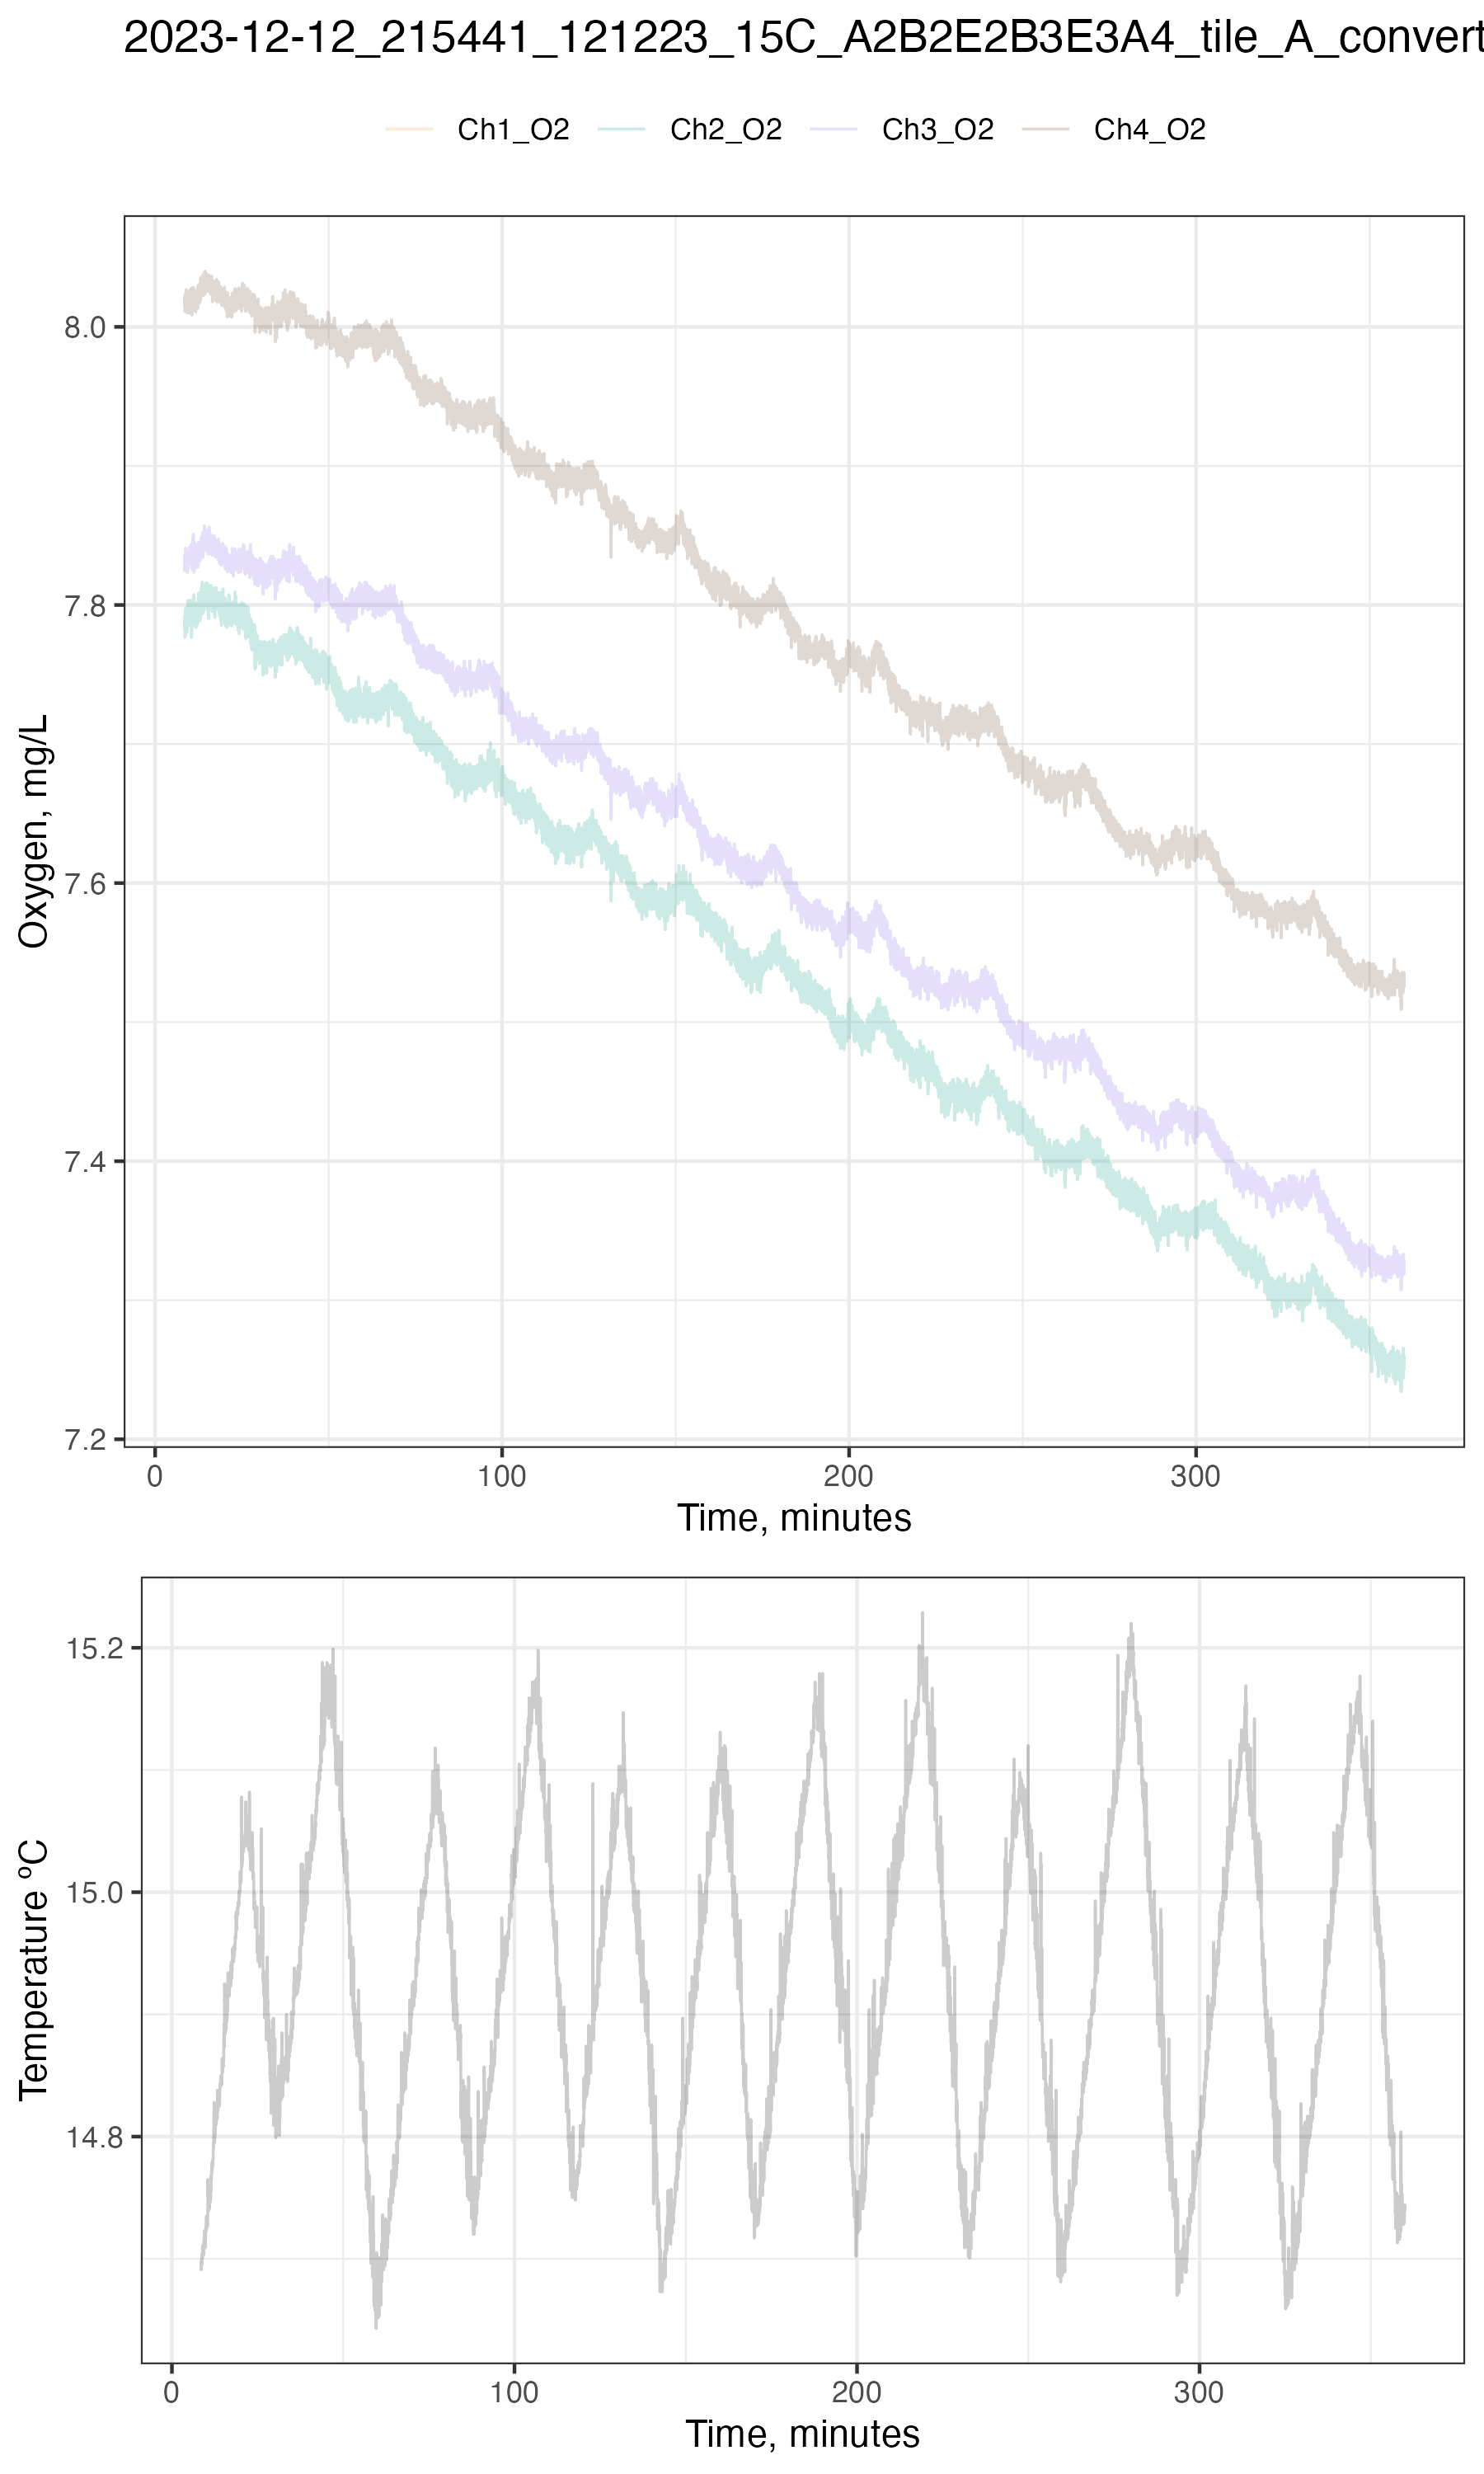 2023-12-12_215441_121223_15C_A2B2E2B3E3A4_tile_A_convert
Ch1_O2 Ch2_O2 Ch3_O2 Ch4_O2
Oxygen, mg/L
8.0
7.8
7.6
7.4
7.2
0 100 200 300
Time, minutes
Temperature ºC
15.2
15.0
14.8
0 100 200 300
Time, minutes